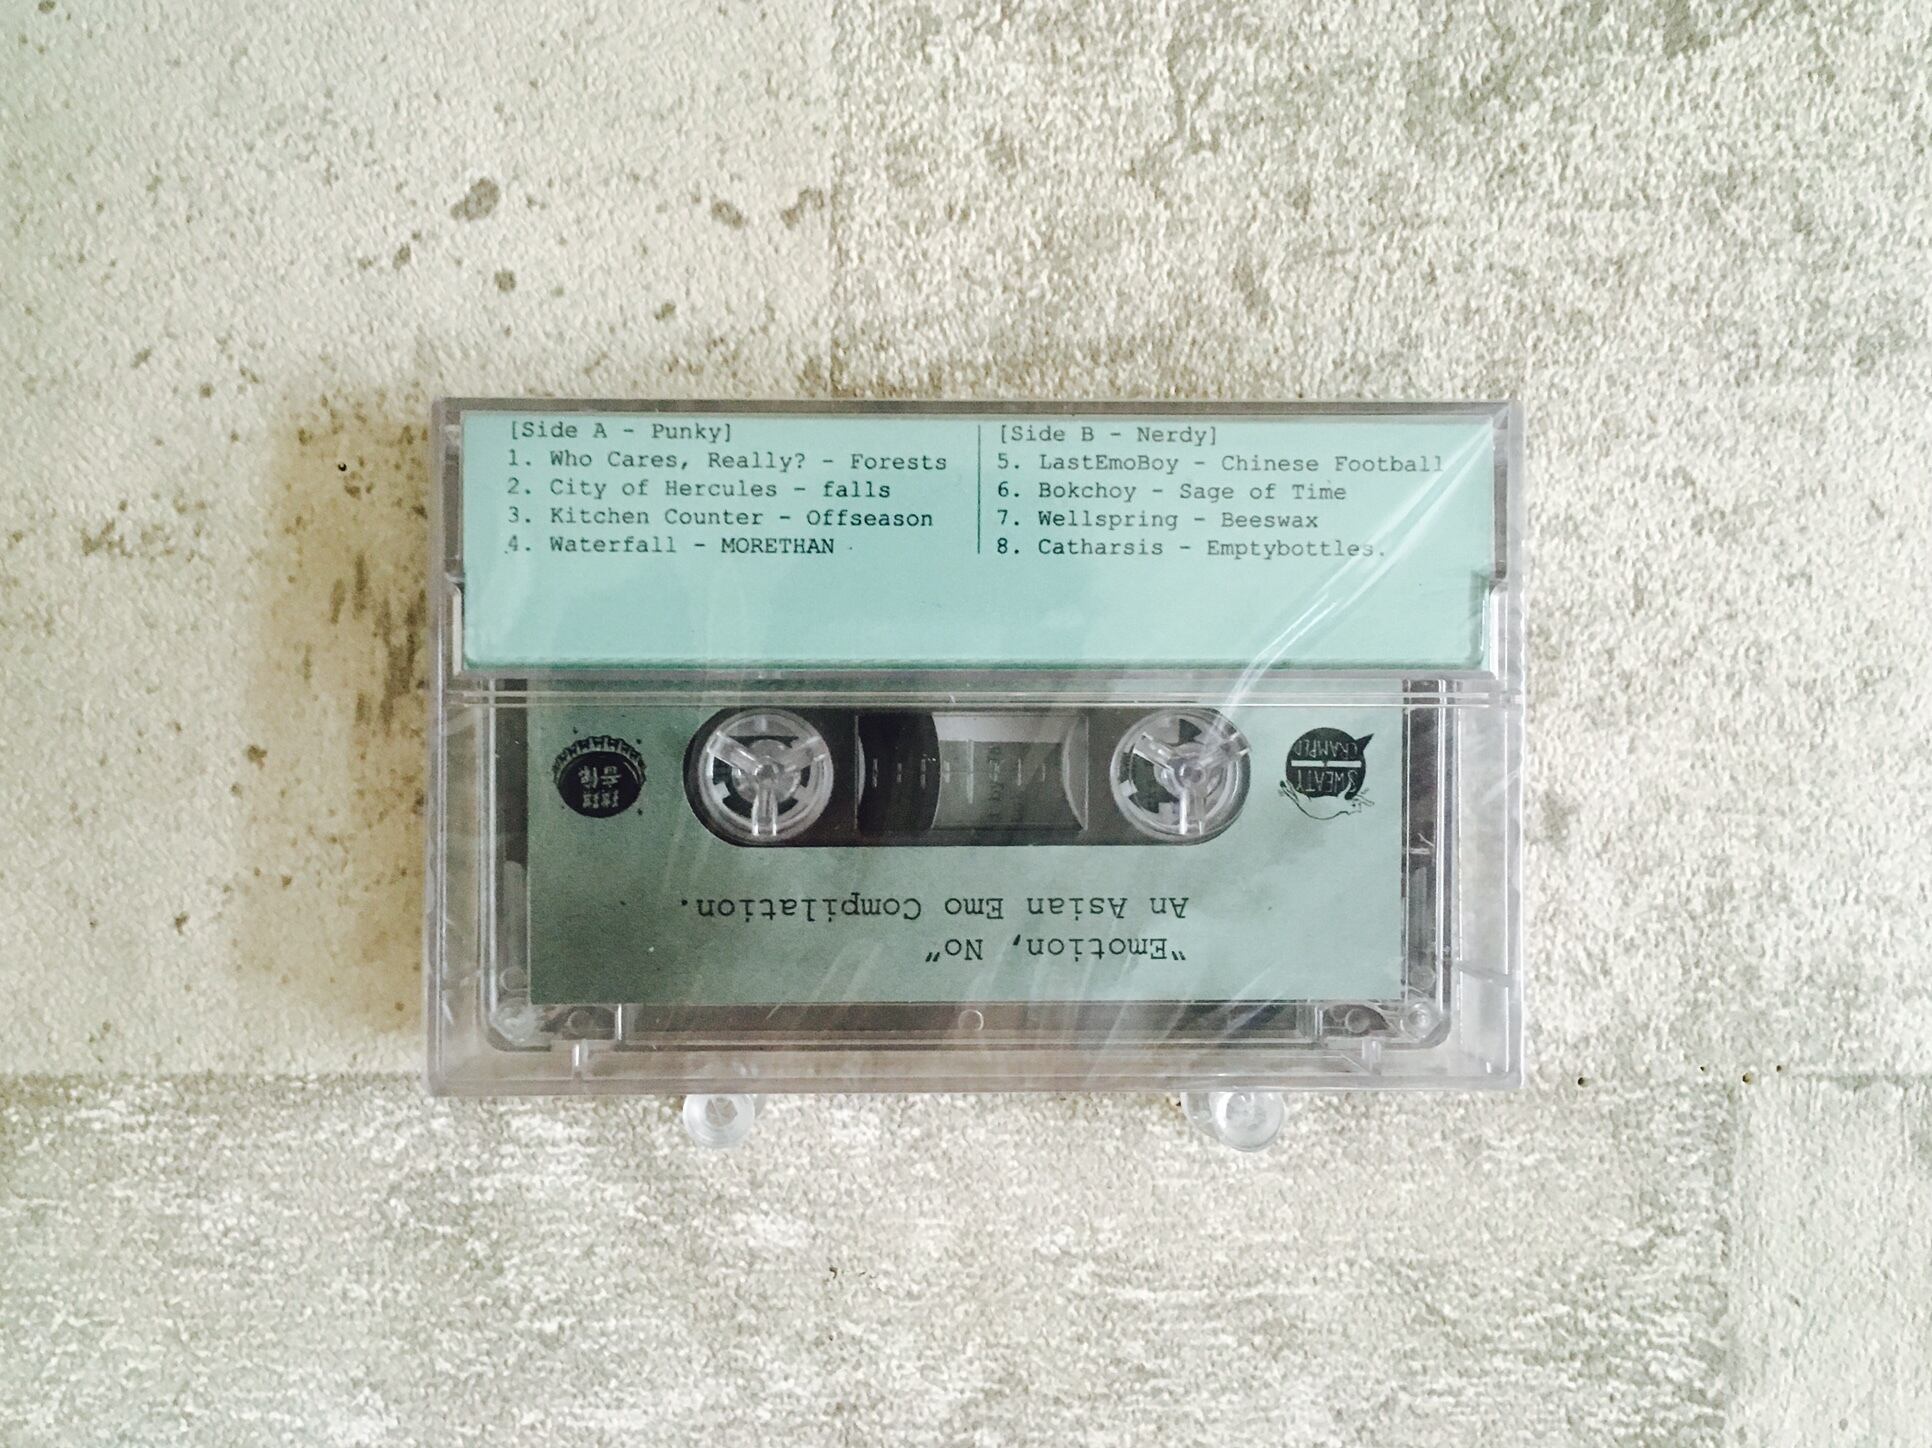 [Side A - Punky]
1. Who Cares, Really? - Forests
2. City of Hercules - falls
3. Kitchen Counter - Offseason
4. Waterfall - MORETHAN
[Side B - Nerdy]
5. LastEmoBoy - Chinese Football
6. Bokchoy - Sage of Time
7. Wellspring - Beeswax
8. Catharsis - Emptybottles.
"Emotion, No"
An Asian Emo Compilation.
SWEATY
&
CRAMPED